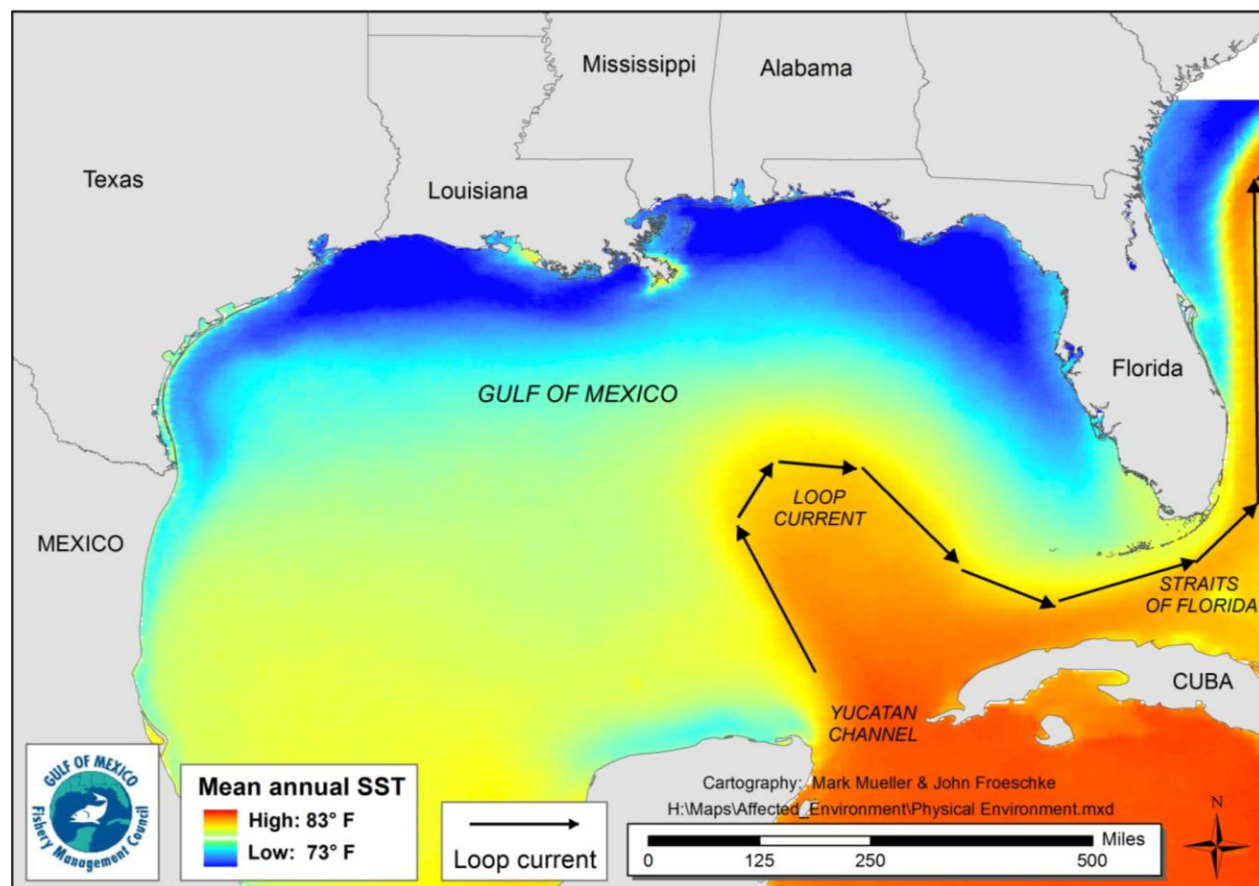 Mississippi
Alabama
Texas
Louisiana
Florida
GULF OF MEXICO
LOOP
CURRENT
MEXICO
STRAITS
OF FLORIDA
CUBA
YUCATAN
CHANNEL
GULF OF MEXICO
Fishery Management Council
Mean annual SST
High: 83° F
Low: 73° F
Loop current
Cartography: Mark Mueller & John Froeschke
H:\Maps\Affected_Environment\Physical Environment.mxd
Miles
0 125 250 500
N